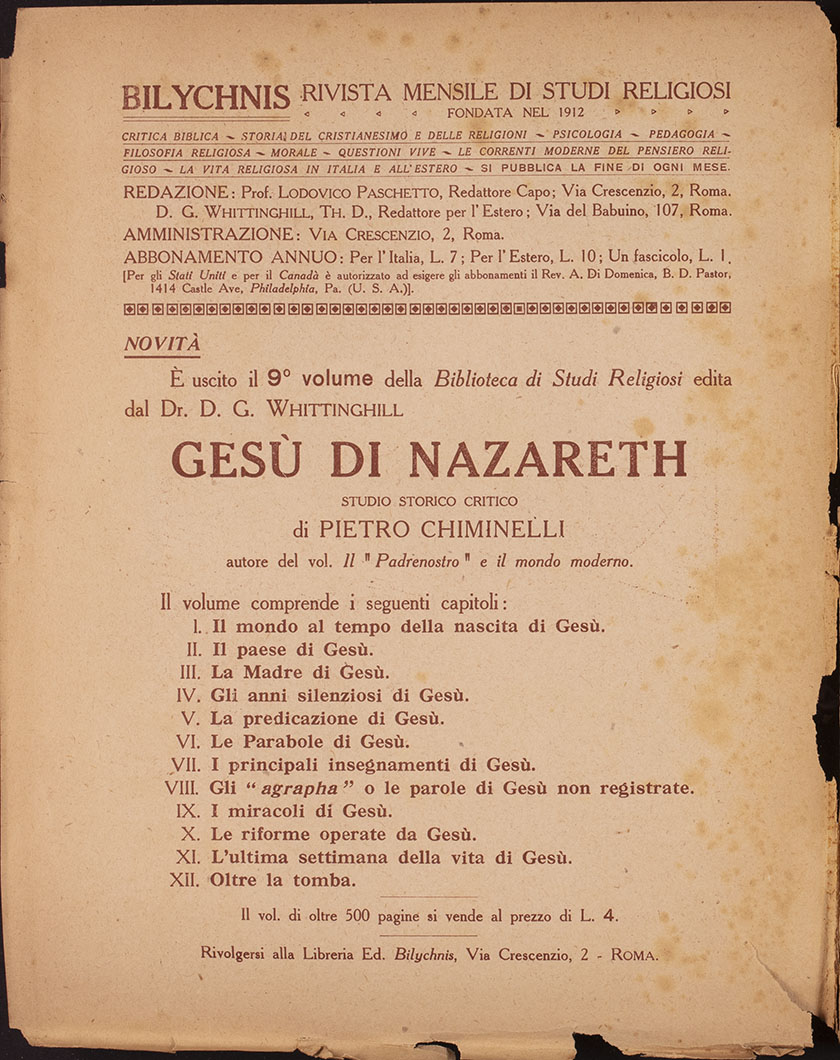 BILYCHNIS RIVISTA MENSILE DI STUDI RELIGIOSI
FONDATA NEL 1912
CRITICA BIBLICA ~ STORIA DEL CRISTIANESIMO E DELLE RELIGIONI ~ PSICOLOGIA ~ PEDAGOGIA ~
FILOSOFIA RELIGIOSA ~ MORALE ~ QUESTIONI VIVE ~ LE CORRENTI MODERNE DEL PENSIERO RELI-
GIOSO ~ LA VITA RELIGIOSA IN ITALIA E ALL'ESTERO ~ SI PUBBLICA LA FINE DI OGNI MESE.
REDAZIONE: Prof. LODOVICO PASCHETTO, Redattore Capo; Via Crescenzio, 2, Roma.
D. G. WHITTINGHILL, TH. D., Redattore per l'Estero; Via del Babuino, 107, Roma.
AMMINISTRAZIONE: VIA CRESCENZIO, 2, ROMA.
ABBONAMENTO ANNUO: Per l'Italia, L. 7; Per l'Estero, L. 10; Un fascicolo, L. 1.
[Per gli Stati Uniti e per il Canadà è autorizzato ad esigere gli abbonamenti il Rev. A. Di Domenica, B. D. Pastor,
1414 Castle Ave, Philadelphia, Pa. (U. S. A.)].
NOVITÀ
È uscito il 9° volume della Biblioteca di Studi Religiosi edita
dal Dr. D. G. WHITTINGHILL
GESÙ DI NAZARETH
STUDIO STORICO CRITICO
di PIETRO CHIMINELLI
autore del vol. Il "Padrenostro" e il mondo moderno.
Il volume comprende i seguenti capitoli:
I. Il mondo al tempo della nascita di Gesù.
II. Il paese di Gesù.
III. La Madre di Gesù.
IV. Gli anni silenziosi di Gesù.
V. La predicazione di Gesù.
VI. Le Parabole di Gesù.
VII. I principali insegnamenti di Gesù.
VIII. Gli "agrapha" o le parole di Gesù non registrate.
IX. I miracoli di Gesù.
X. Le riforme operate da Gesù.
XI. L'ultima settimana della vita di Gesù.
XII. Oltre la tomba.
Il vol. di oltre 500 pagine si vende al prezzo di L. 4.
Rivolgersi alla Libreria Ed. Bilychnis, Via Crescenzio, 2 - ROMA.